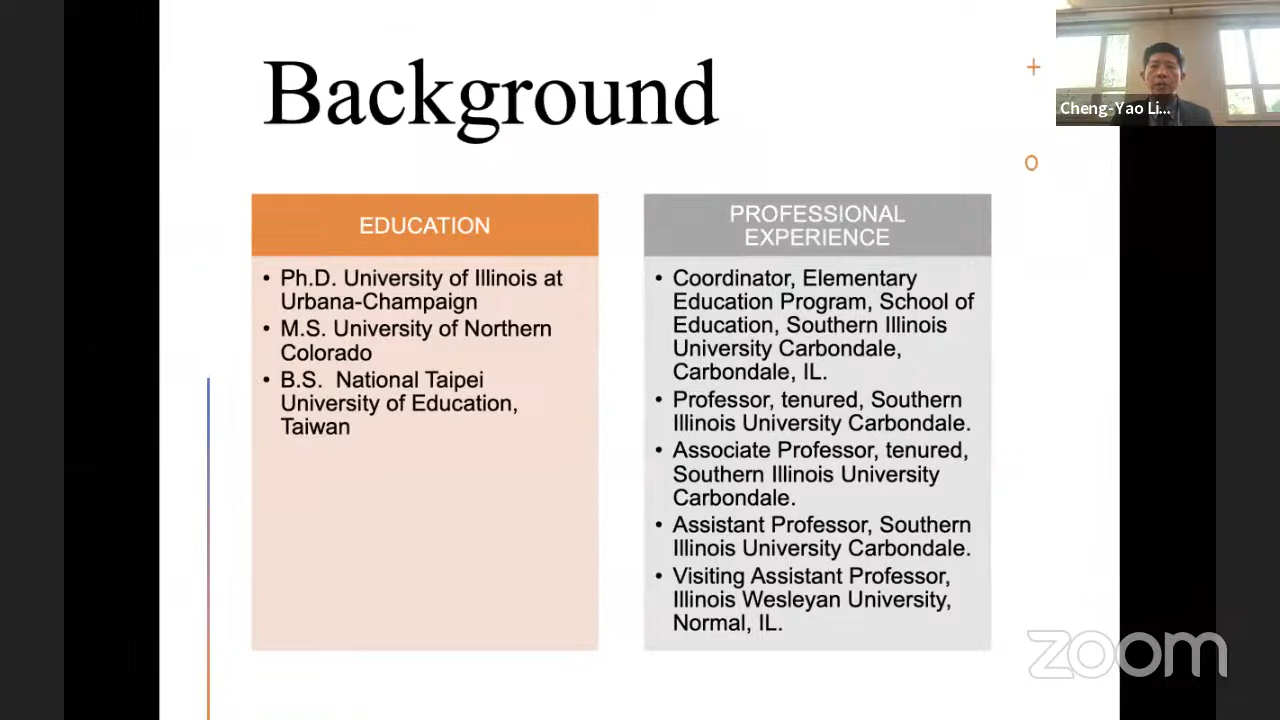 Background
EDUCATION
• Ph.D. University of Illinois at
Urbana-Champaign
• M.S. University of Northern
Colorado
• B.S. National Taipei
University of Education,
Taiwan
PROFESSIONAL
EXPERIENCE
• Coordinator, Elementary
Education Program, School of
Education, Southern Illinois
University Carbondale,
Carbondale, IL.
• Professor, tenured, Southern
Illinois University Carbondale.
• Associate Professor, tenured,
Southern Illinois University
Carbondale.
• Assistant Professor, Southern
Illinois University Carbondale.
• Visiting Assistant Professor,
Illinois Wesleyan University,
Normal, IL.
Cheng-Yao Li...
zoom